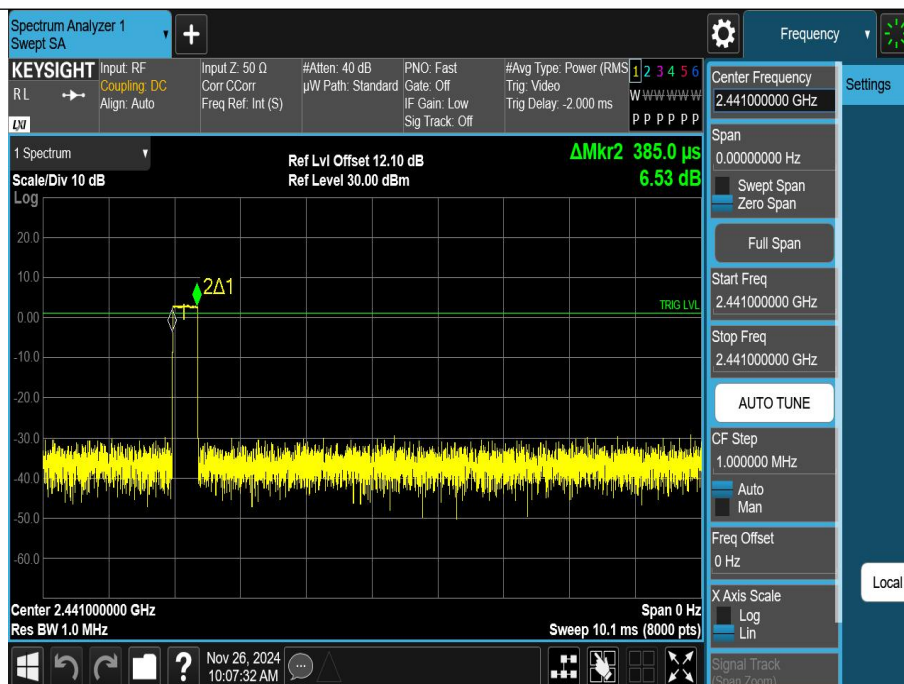 Spectrum Analyzer 1
Swept SA
+
Frequency
KEYSIGHT
R L
LXI
Input: RF
Coupling: DC
Align: Auto
Input Z: 50 Ω
Corr CCorr
Freq Ref: Int (S)
#Atten: 40 dB
µW Path: Standard
PNO: Fast
Gate: Off
IF Gain: Low
Sig Track: Off
#Avg Type: Power (RMS
Trig: Video
Trig Delay: -2.000 ms
1 2 3 4 5 6
W W W W W W
P P P P P P
1 Spectrum
Scale/Div 10 dB
Ref Lvl Offset 12.10 dB
Ref Level 30.00 dBm
ΔMkr2 385.0 µs
6.53 dB
Log
20.0
10.0
0.00
-10.0
-20.0
-30.0
-40.0
-50.0
-60.0
2Δ1
TRIG LVL
Center 2.441000000 GHz
Res BW 1.0 MHz
Span 0 Hz
Sweep 10.1 ms (8000 pts)
?
Nov 26, 2024
10:07:32 AM
Center Frequency
2.441000000 GHz
Span
0.00000000 Hz
Swept Span
Zero Span
Full Span
Start Freq
2.441000000 GHz
Stop Freq
2.441000000 GHz
AUTO TUNE
CF Step
1.000000 MHz
Auto
Man
Freq Offset
0 Hz
X Axis Scale
Log
Lin
Signal Track
(Span Zoom)
Settings
Local